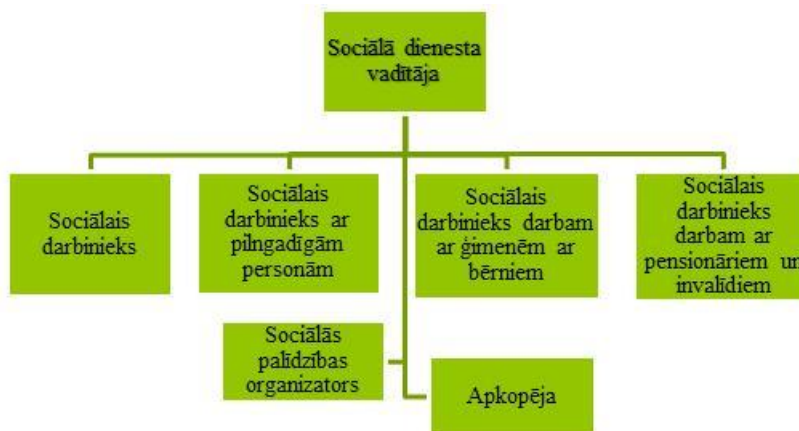 Sociālā dienesta
vadītāja
Sociālais
darbinieks
Sociālais
darbinieks ar
pilngadīgām
personām
Sociālais
darbinieks darbam
ar ģimenēm ar
bērniem
Sociālais
darbinieks
darbam ar
pensionāriem un
invalīdiem
Sociālās
palīdzības
organizators
Apkopēja